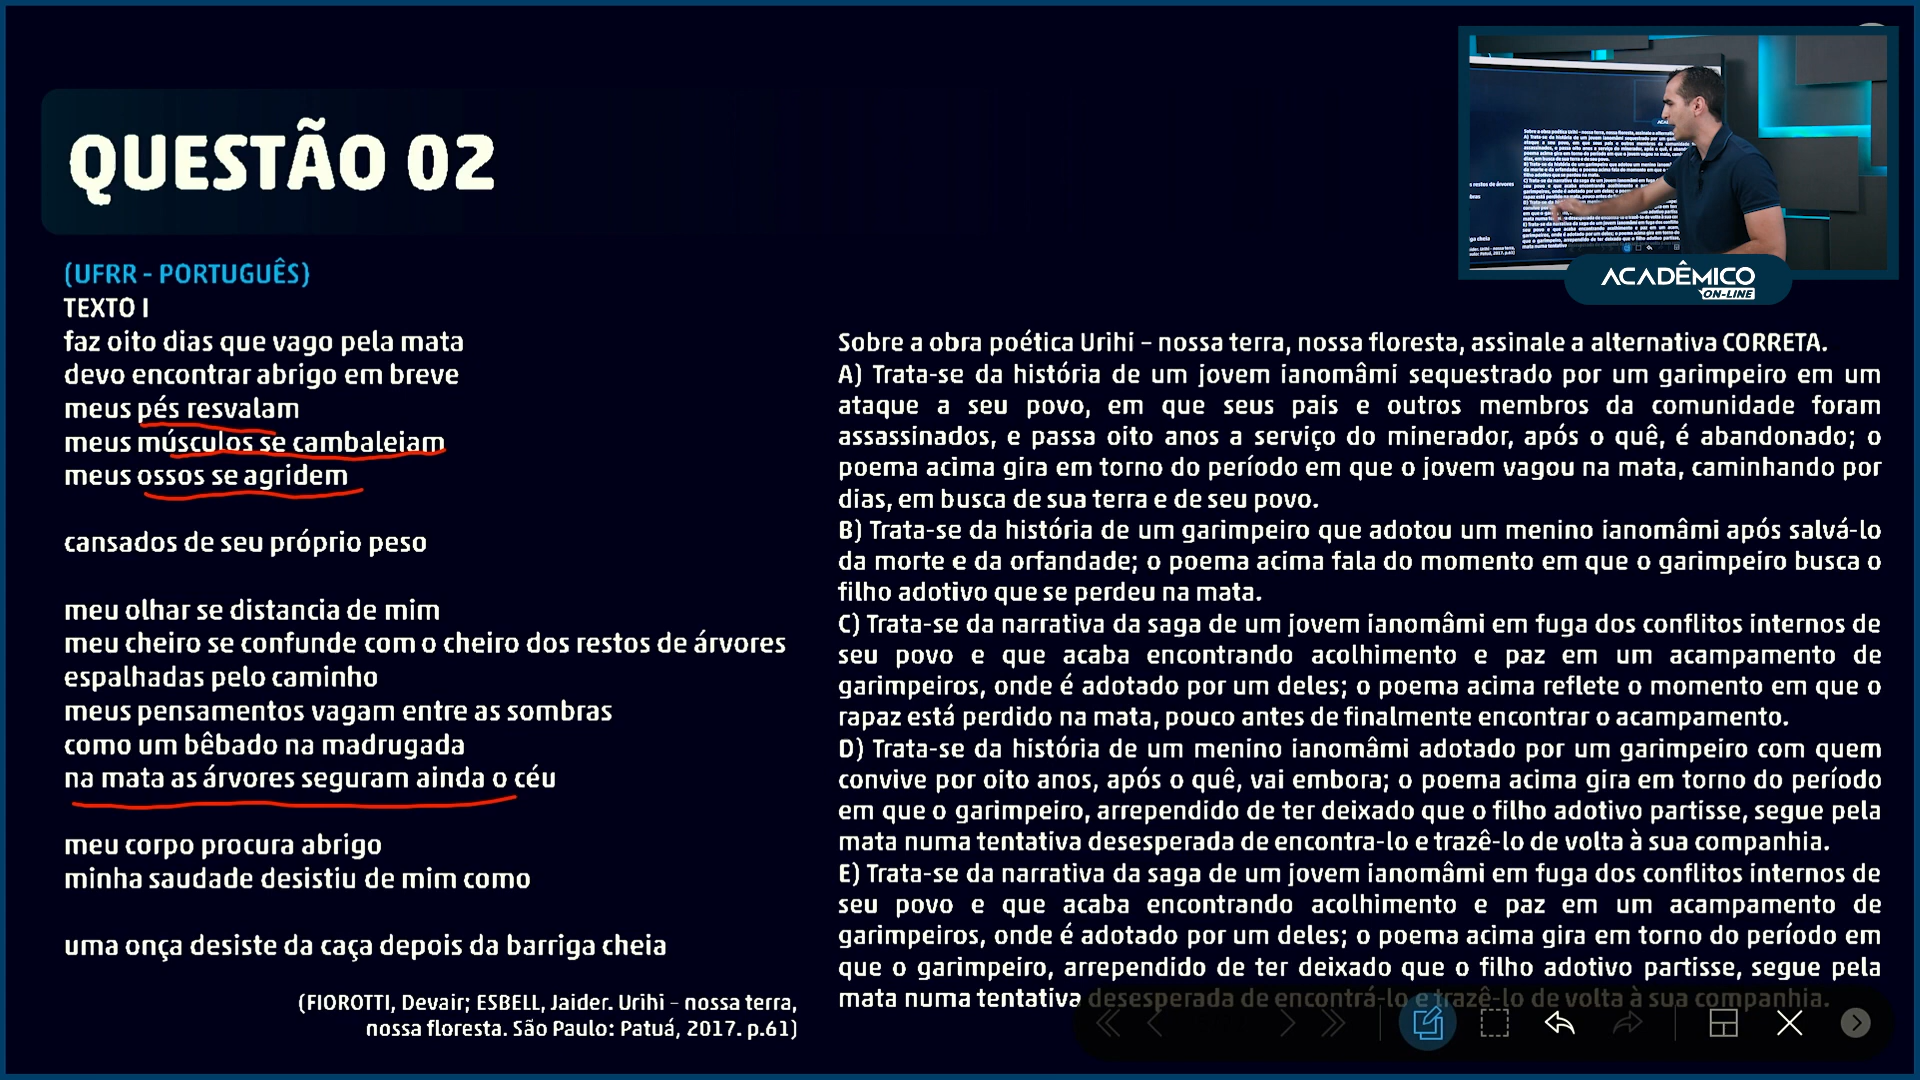 QUESTÃO 02
(UFRR - PORTUGUÊS)
TEXTO I
faz oito dias que vago pela mata
devo encontrar abrigo em breve
meus pés resvalam
meus músculos se cambaleiam
meus ossos se agridem
cansados de seu próprio peso
meu olhar se distancia de mim
meu cheiro se confunde com o cheiro dos restos de árvores
espalhadas pelo caminho
meus pensamentos vagam entre as sombras
como um bêbado na madrugada
na mata as árvores seguram ainda o céu
meu corpo procura abrigo
minha saudade desistiu de mim como
uma onça desiste da caça depois da barriga cheia
(FIOROTTI, Devair; ESBELL, Jaider. Urihi - nossa terra,
nossa floresta. São Paulo: Patuá, 2017. p.61)
ACADÊMICO
ON-LINE
Sobre a obra poética Urihi – nossa terra, nossa floresta, assinale a alternativa CORRETA.
A) Trata-se da história de um jovem ianomâmi sequestrado por um garimpeiro em um
ataque a seu povo, em que seus pais e outros membros da comunidade foram
assassinados, e passa oito anos a serviço do minerador, após o quê, é abandonado; o
poema acima gira em torno do período em que o jovem vagou na mata, caminhando por
dias, em busca de sua terra e de seu povo.
B) Trata-se da história de um garimpeiro que adotou um menino ianomâmi após salvá-lo
da morte e da orfandade; o poema acima fala do momento em que o garimpeiro busca o
filho adotivo que se perdeu na mata.
C) Trata-se da narrativa da saga de um jovem ianomâmi em fuga dos conflitos internos de
seu povo e que acaba encontrando acolhimento e paz em um acampamento de
garimpeiros, onde é adotado por um deles; o poema acima reflete o momento em que o
rapaz está perdido na mata, pouco antes de finalmente encontrar o acampamento.
D) Trata-se da história de um menino ianomâmi adotado por um garimpeiro com quem
convive por oito anos, após o quê, vai embora; o poema acima gira em torno do período
em que o garimpeiro, arrependido de ter deixado que o filho adotivo partisse, segue pela
mata numa tentativa desesperada de encontra-lo e trazê-lo de volta à sua companhia.
E) Trata-se da narrativa da saga de um jovem ianomâmi em fuga dos conflitos internos de
seu povo e que acaba encontrando acolhimento e paz em um acampamento de
garimpeiros, onde é adotado por um deles; o poema acima gira em torno do período em
que o garimpeiro, arrependido de ter deixado que o filho adotivo partisse, segue pela
mata numa tentativa desesperada de encontrá-lo e trazê-lo de volta à sua companhia.